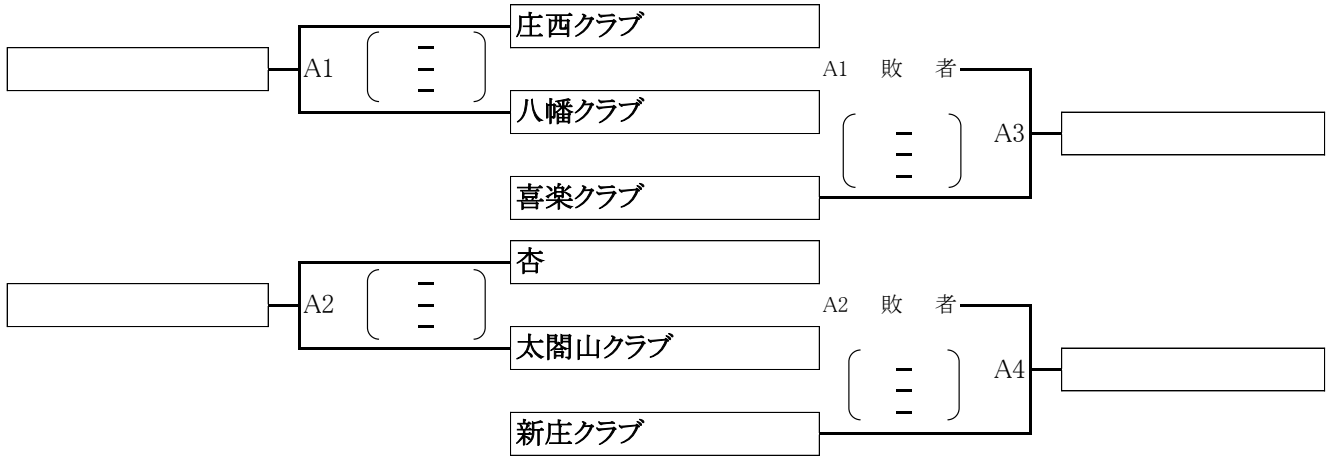 庄西クラブ
A1
A1 敗 者
八幡クラブ
A3
喜楽クラブ
杏
A2
A2 敗 者
太閤山クラブ
A4
新庄クラブ